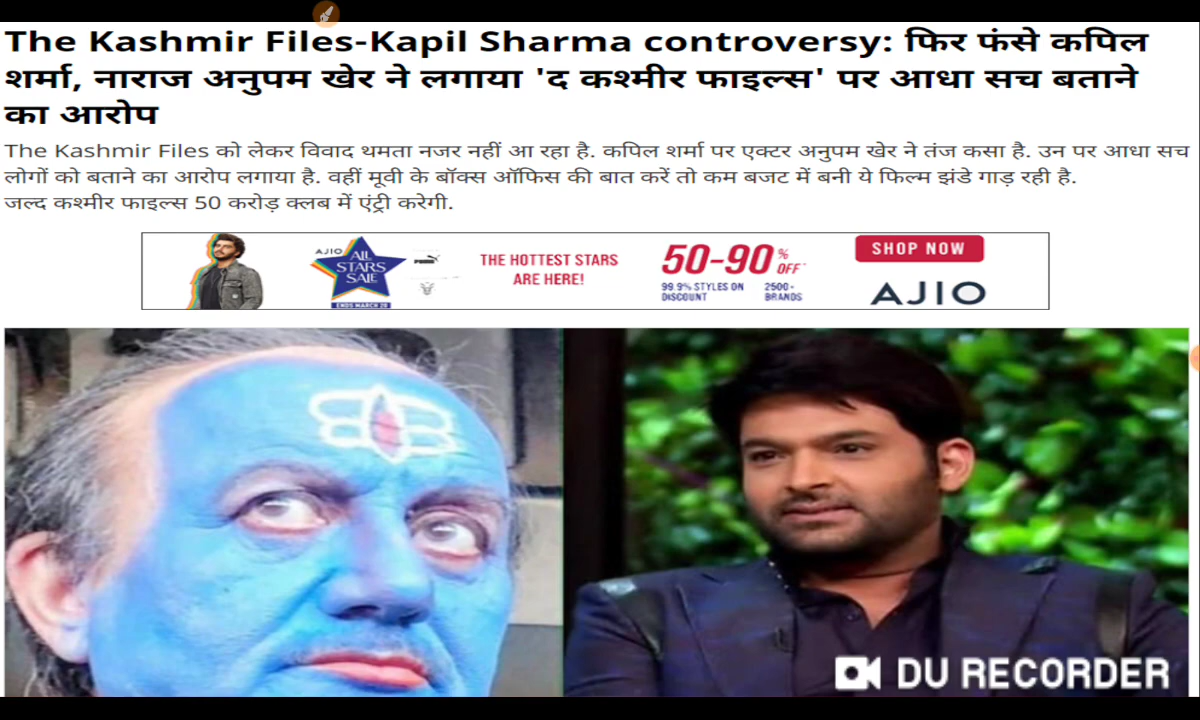 The Kashmir Files-Kapil Sharma controversy: फिर फंसे कपिल
शर्मा, नाराज अनुपम खेर ने लगाया 'द कश्मीर फाइल्स' पर आधा सच बताने
का आरोप
The Kashmir Files को लेकर विवाद थमता नजर नहीं आ रहा है. कपिल शर्मा पर एक्टर अनुपम खेर ने तंज कसा है. उन पर आधा सच
लोगों को बताने का आरोप लगाया है. वहीं मूवी के बॉक्स ऑफिस की बात करें तो कम बजट में बनी ये फिल्म झंडे गाड़ रही है.
जल्द कश्मीर फाइल्स 50 करोड़ क्लब में एंट्री करेगी.
AJIO
ALL
STARS
SALE
ENDS MARCH 20
PUMA
THE HOTTEST STARS
ARE HERE!
50-90% OFF*
99.9% STYLES ON
DISCOUNT
2500+
BRANDS
SHOP NOW
AJIO
DU RECORDER